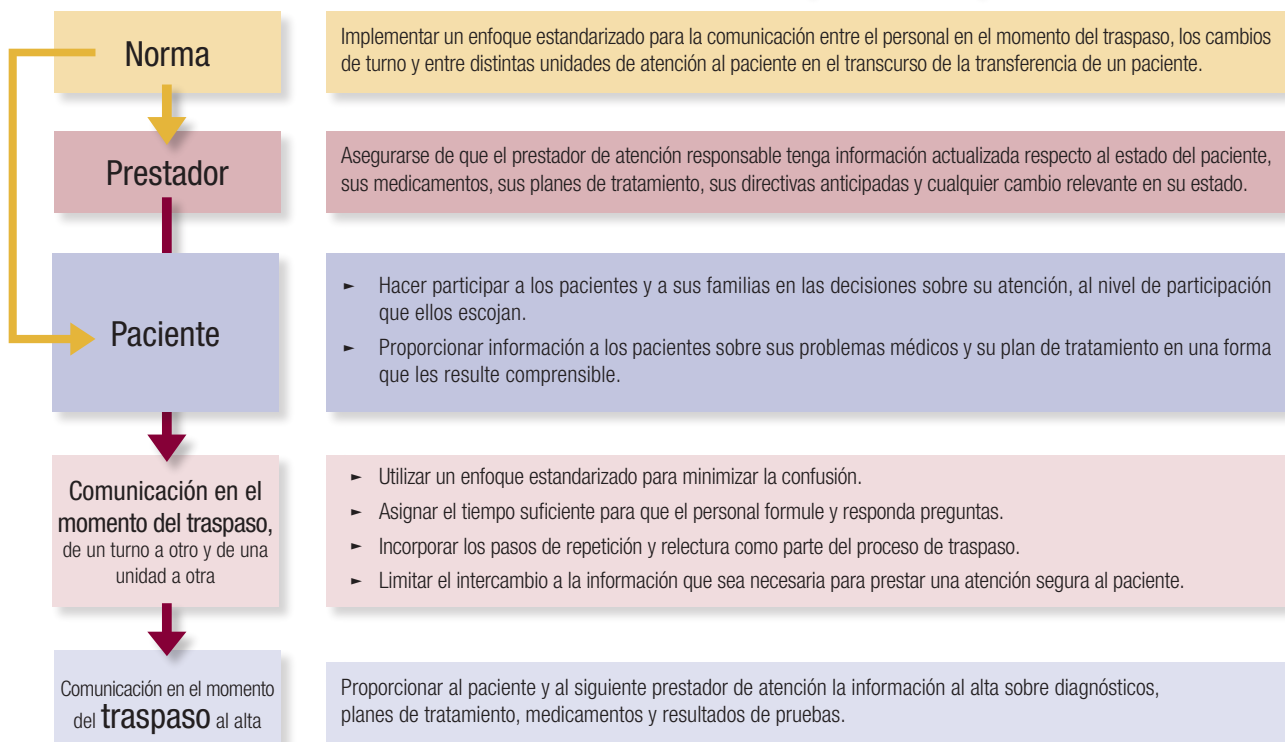 Norma
Implementar un enfoque estandarizado para la comunicación entre el personal en el momento del traspaso, los cambios
de turno y entre distintas unidades de atención al paciente en el transcurso de la transferencia de un paciente.
Prestador
Asegurarse de que el prestador de atención responsable tenga información actualizada respecto al estado del paciente,
sus medicamentos, sus planes de tratamiento, sus directivas anticipadas y cualquier cambio relevante en su estado.
Paciente
► Hacer participar a los pacientes y a sus familias en las decisiones sobre su atención, al nivel de participación
que ellos escojan.
► Proporcionar información a los pacientes sobre sus problemas médicos y su plan de tratamiento en una forma
que les resulte comprensible.
Comunicación en el
momento del traspaso,
de un turno a otro y de una
unidad a otra
► Utilizar un enfoque estandarizado para minimizar la confusión.
► Asignar el tiempo suficiente para que el personal formule y responda preguntas.
► Incorporar los pasos de repetición y relectura como parte del proceso de traspaso.
► Limitar el intercambio a la información que sea necesaria para prestar una atención segura al paciente.
Comunicación en el momento
del traspaso al alta
Proporcionar al paciente y al siguiente prestador de atención la información al alta sobre diagnósticos,
planes de tratamiento, medicamentos y resultados de pruebas.